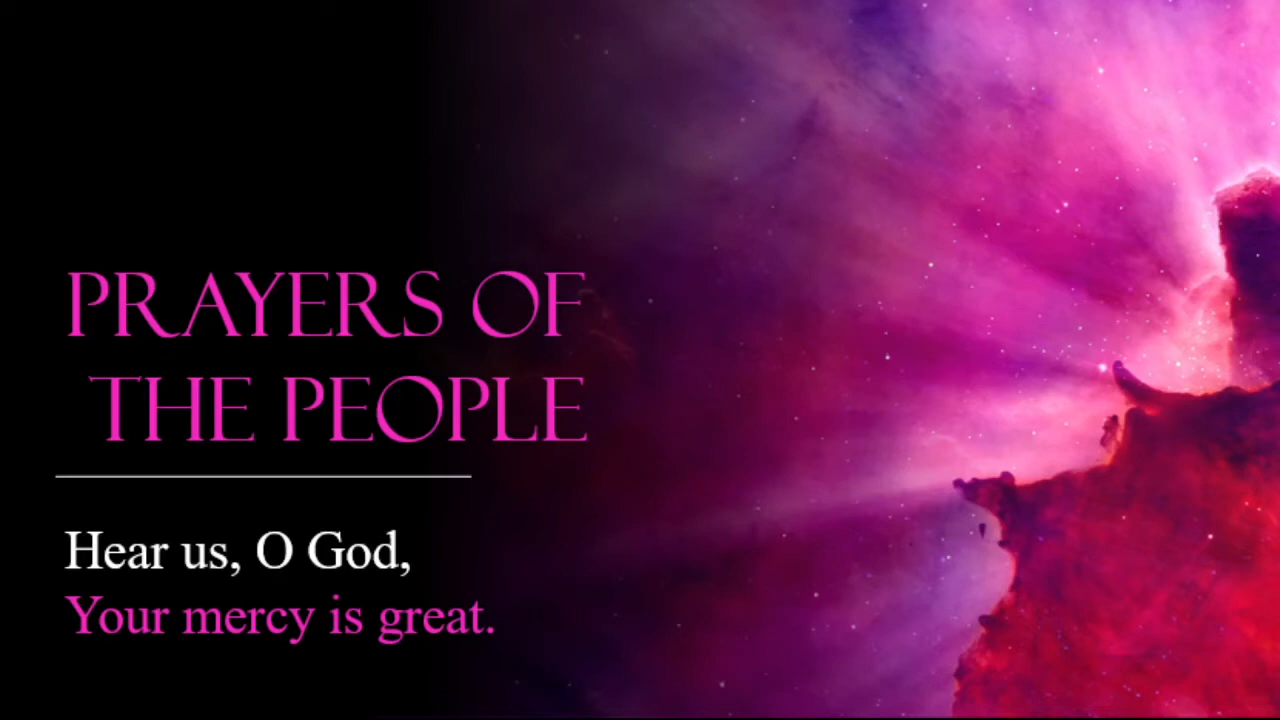 PRAYERS OF
THE PEOPLE
Hear us, O God,
Your mercy is great.